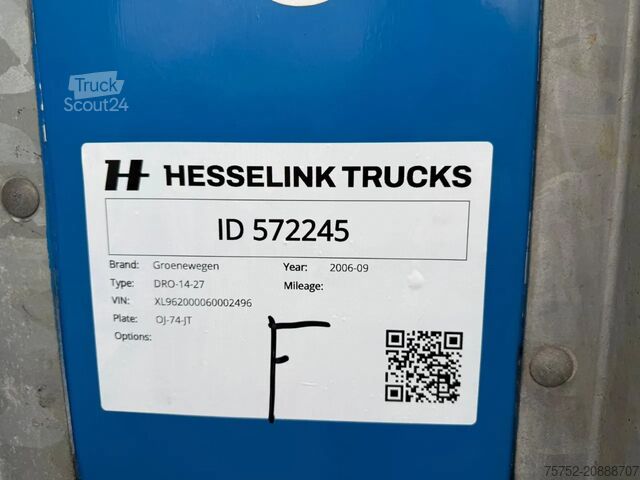 Truck
Scout24
HESSELINK TRUCKS
ID 572245
Brand: Groenewegen Year: 2006-09
Type: DRO-14-27 Mileage:
VIN: XL962000060002496
Plate: OJ-74-JT
Options:
F
75752-20888707